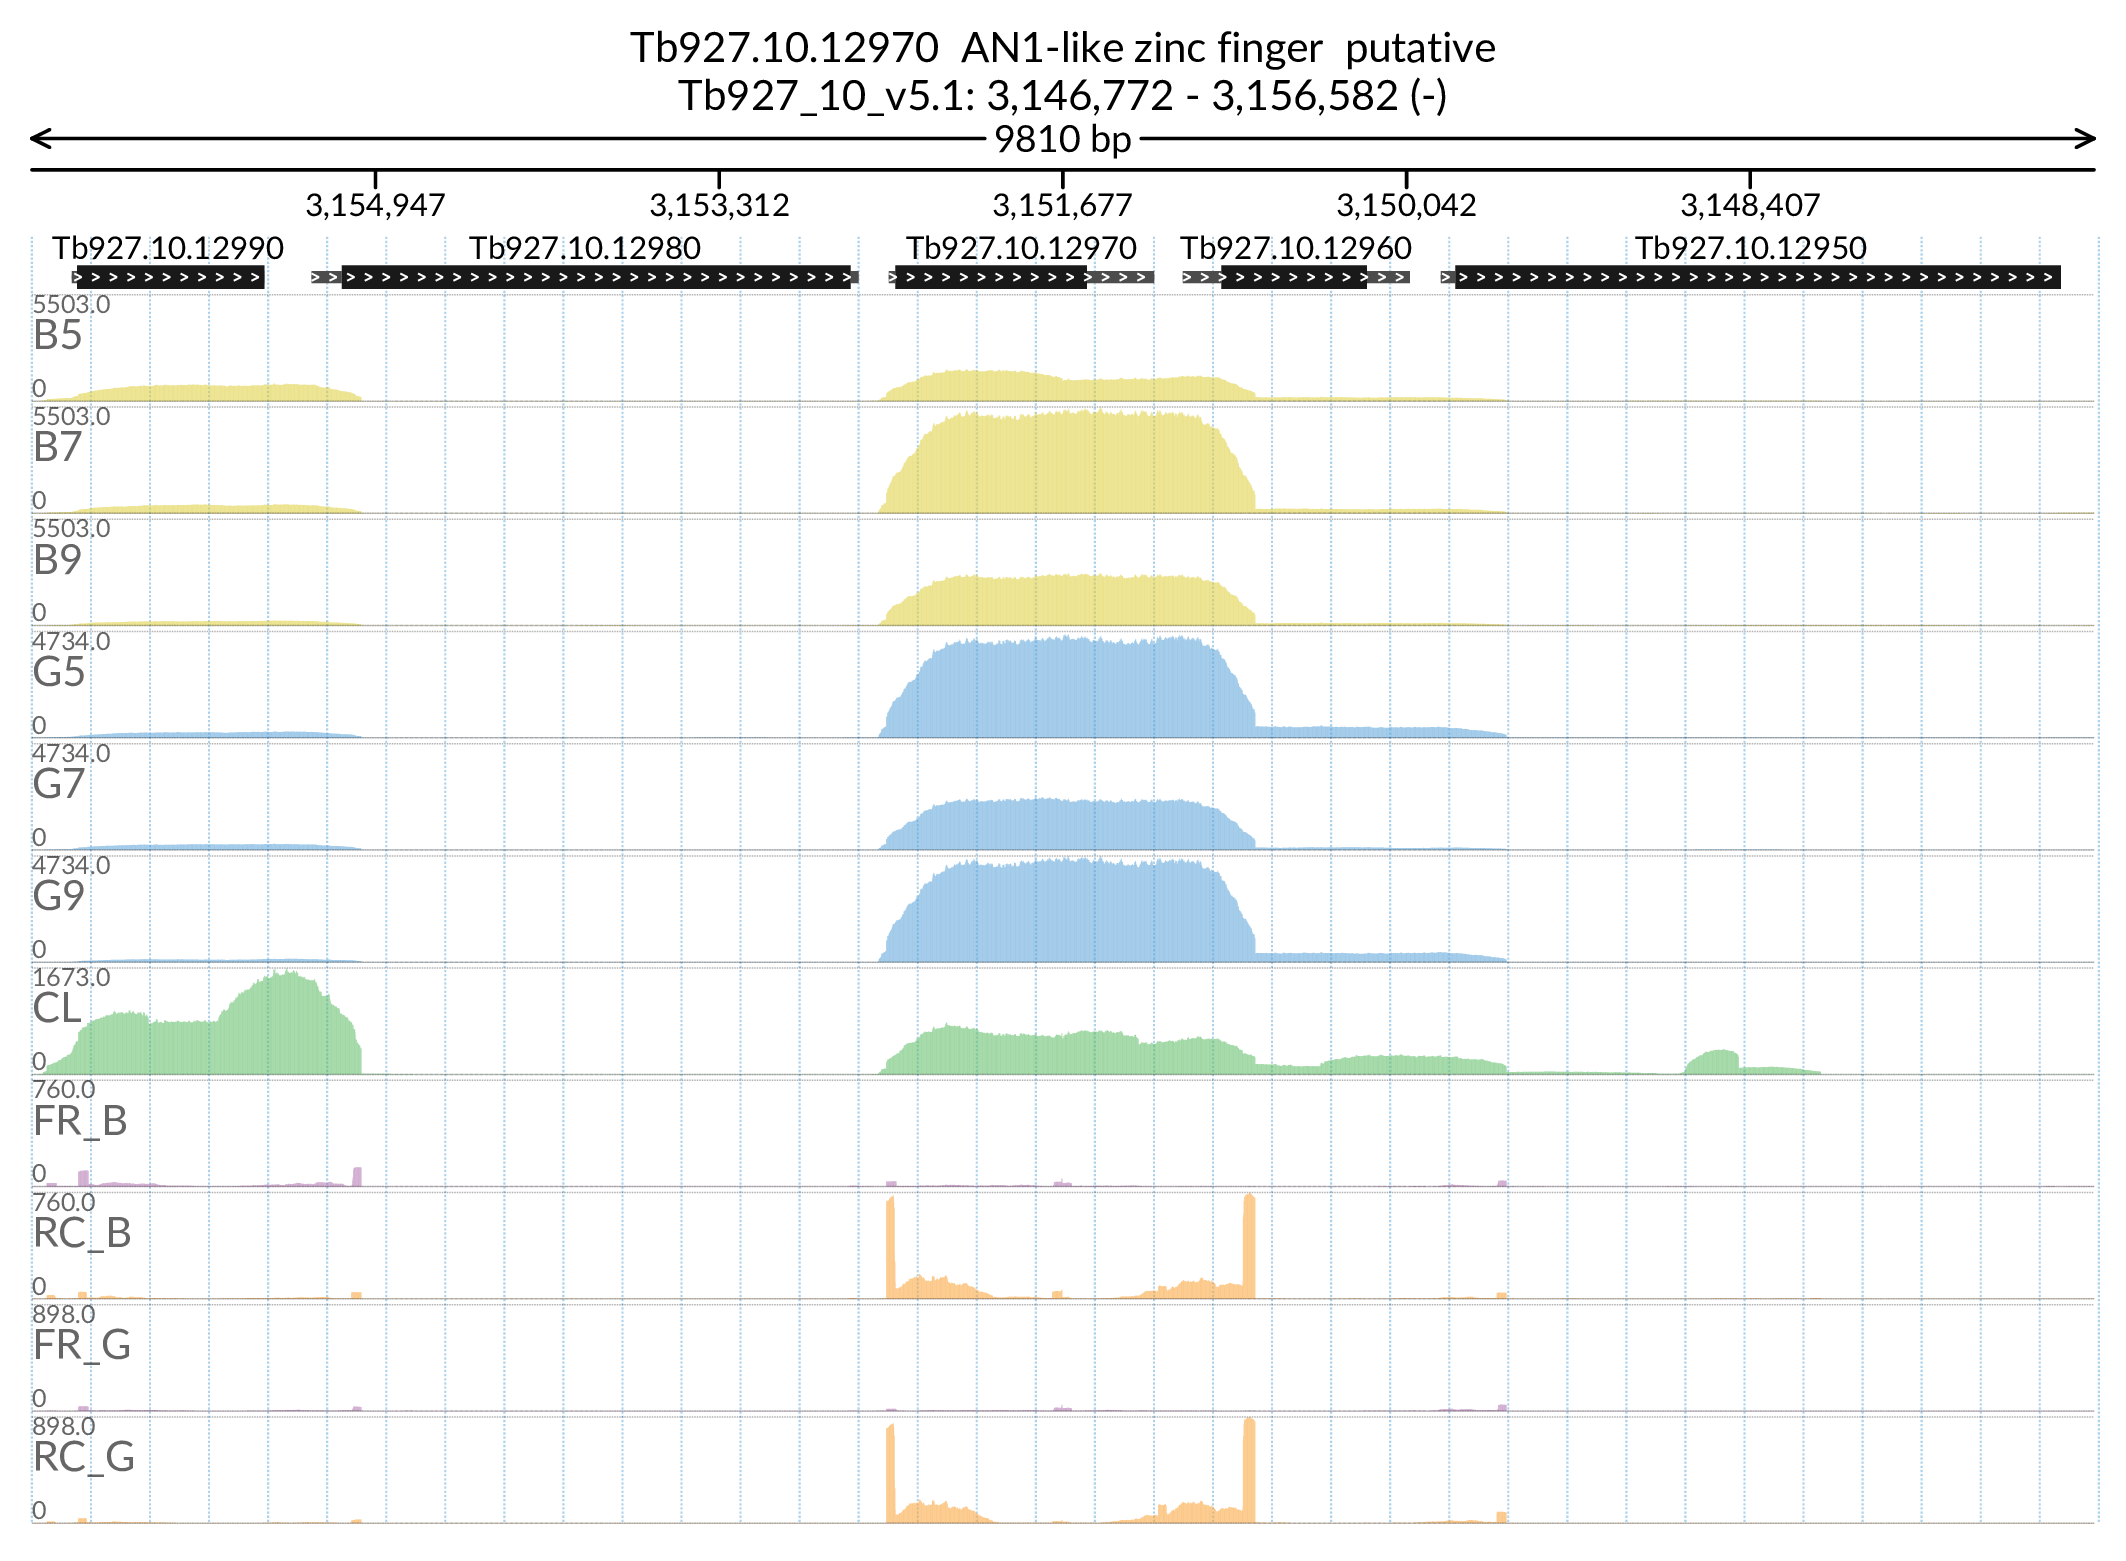 Tb927.10.12970  AN1-like zinc finger  putative
Tb927_10_v5.1: 3,146,772 - 3,156,582 (-)
9810 bp
3,154,947 3,153,312 3,151,677 3,150,042 3,148,407
Tb927.10.12990 Tb927.10.12980 Tb927.10.12970 Tb927.10.12960 Tb927.10.12950
5503.0
B5
0
5503.0
B7
0
5503.0
B9
0
4734.0
G5
0
4734.0
G7
0
4734.0
G9
0
1673.0
CL
0
760.0
FR_B
0
760.0
RC_B
0
898.0
FR_G
0
898.0
RC_G
0